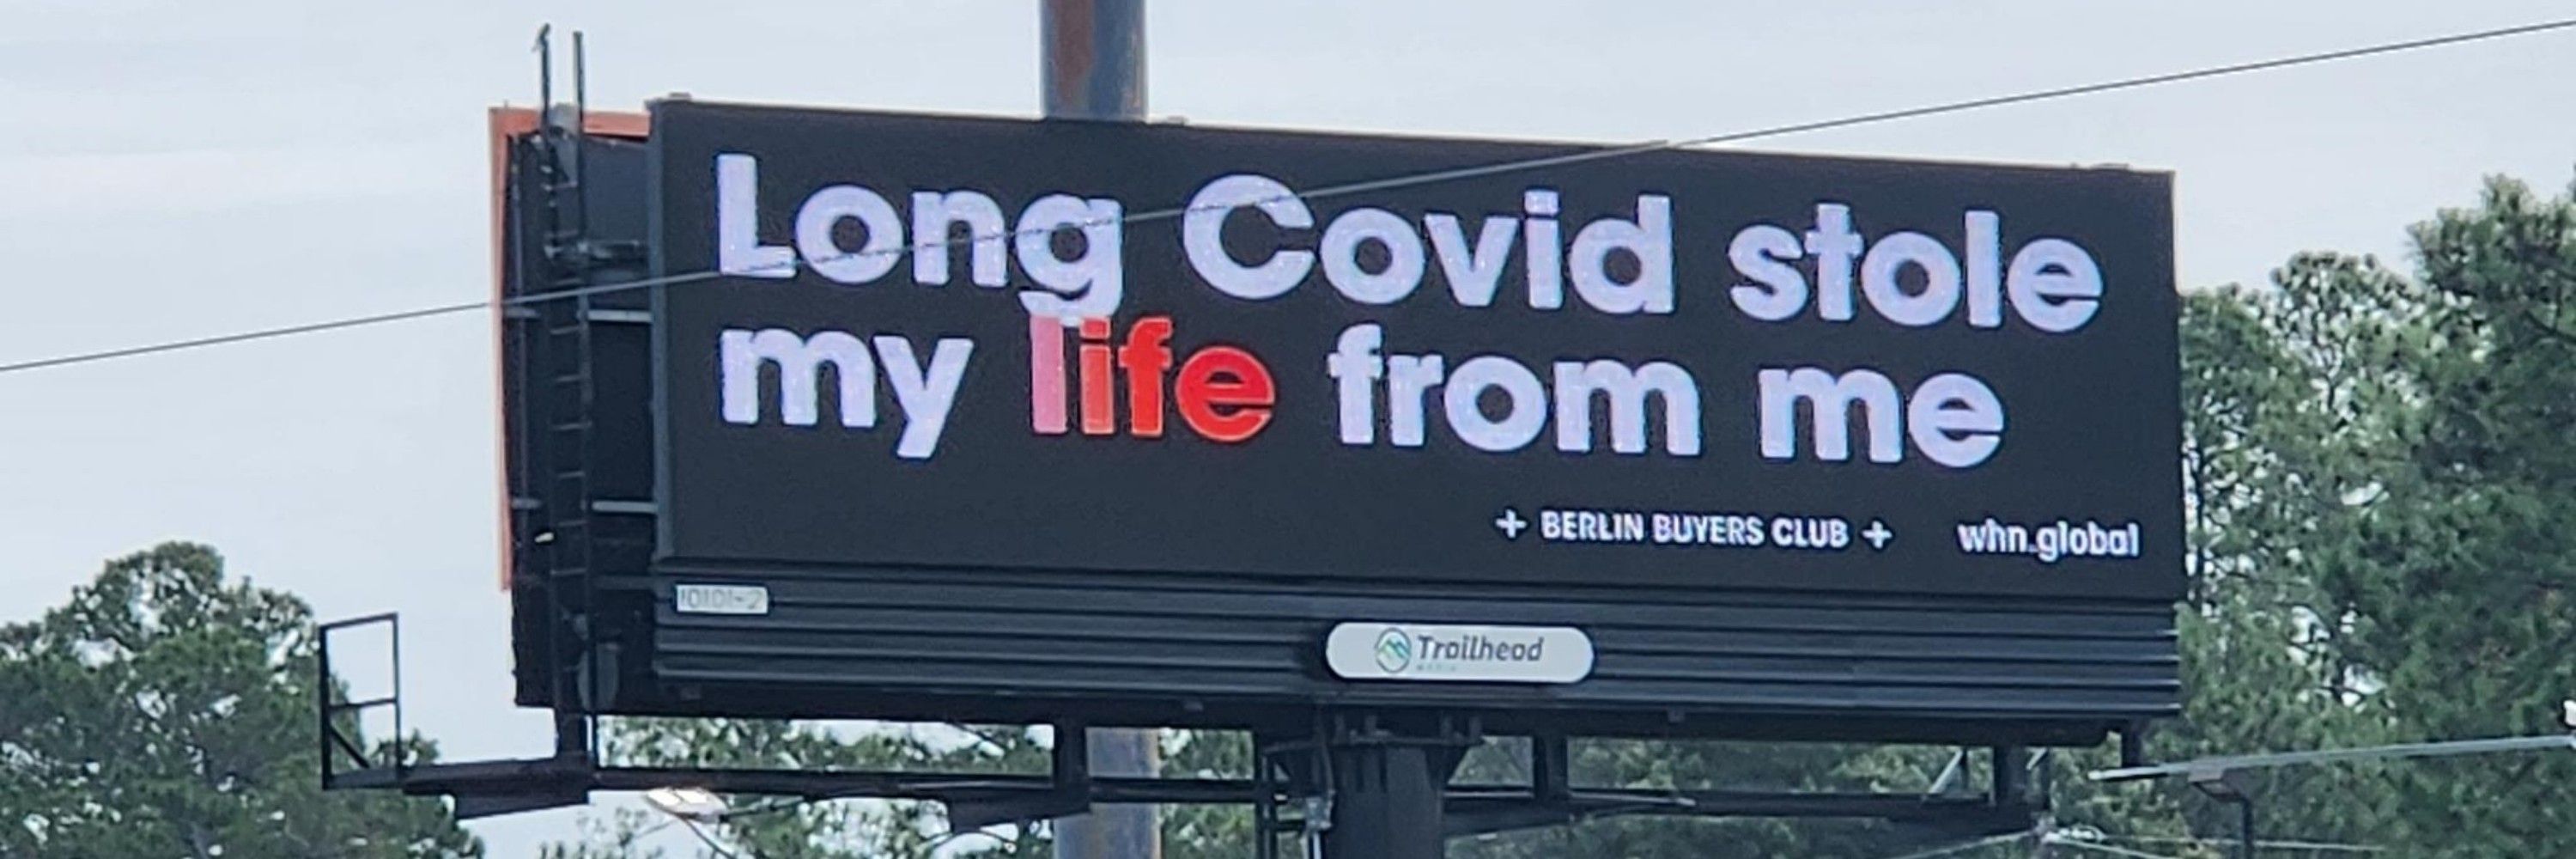 Long Covid stole
my life from me
+ BERLIN BUYERS CLUB + whn.global
10101-2
Trailhead